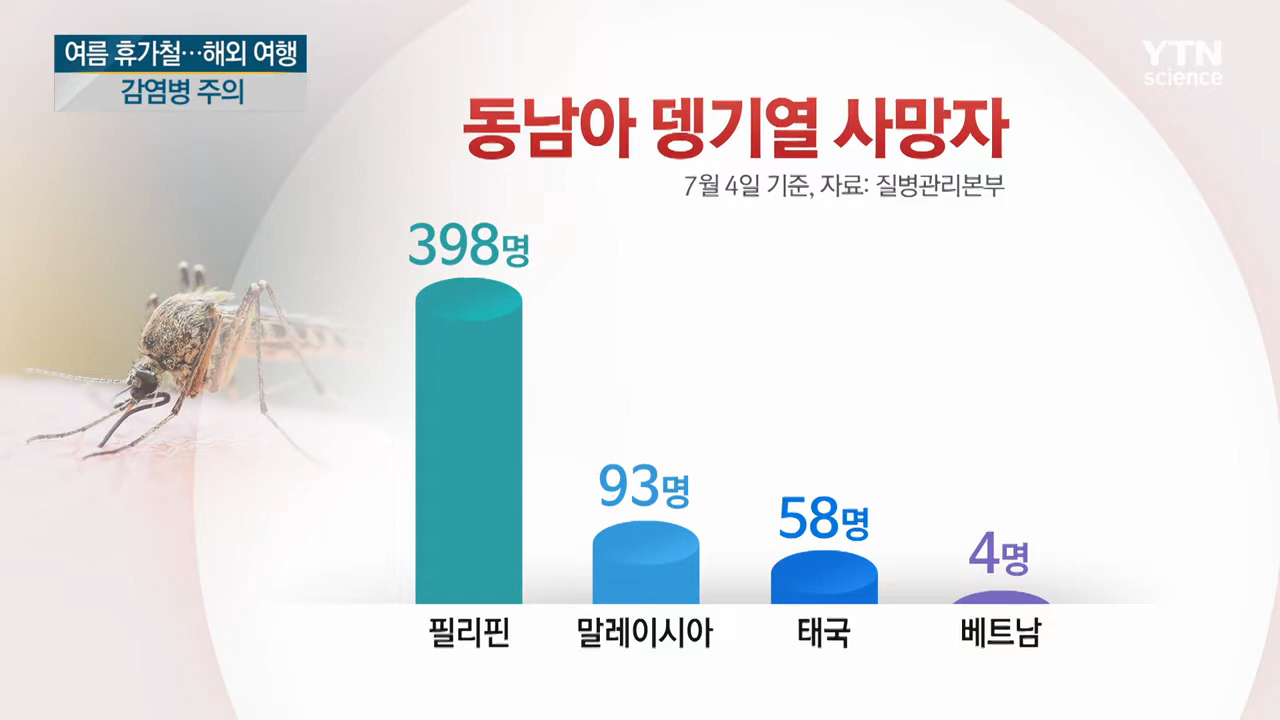 여름 휴가철…해외 여행
감염병 주의
YTN
science
동남아 뎅기열 사망자
7월 4일 기준, 자료: 질병관리본부
398명
93명
58명
4명
필리핀
말레이시아
태국
베트남